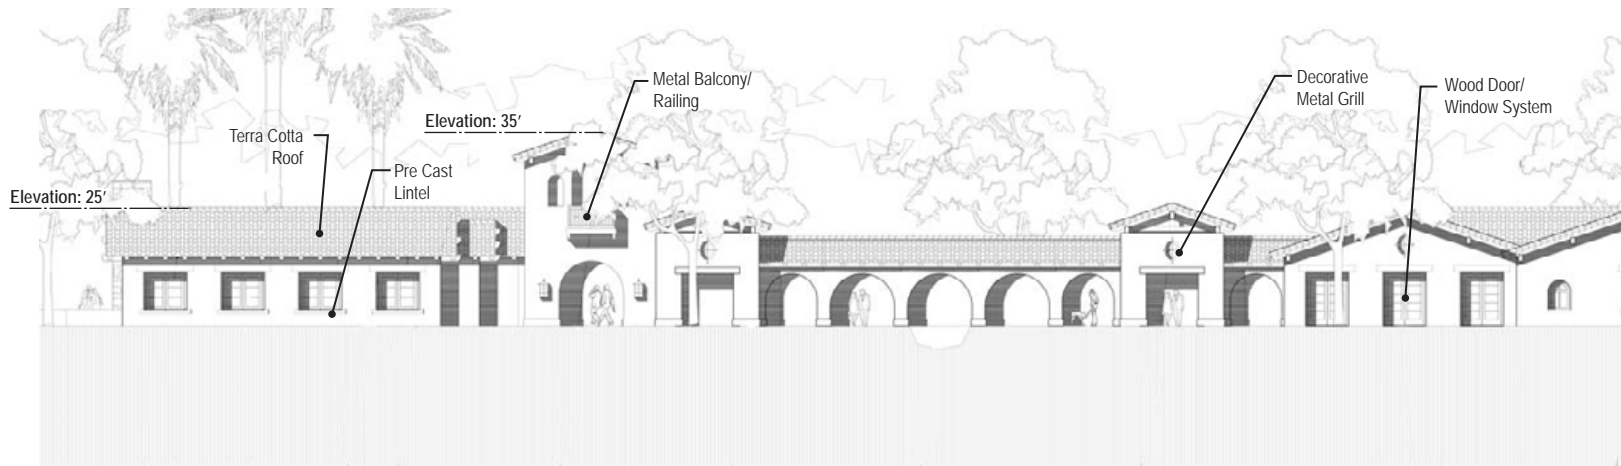 Metal Balcony/
Railing
Decorative
Metal Grill
Wood Door/
Window System
Elevation: 35'
Terra Cotta
Roof
Pre Cast
Lintel
Elevation: 25'